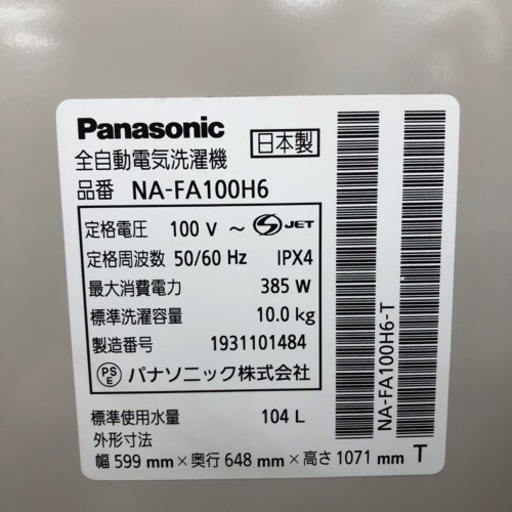 Panasonic
日本製
全自動電気洗濯機
品番 NA-FA100H6
定格電圧 100 V ~ S JET
定格周波数 50/60 Hz IPX4
最大消費電力 385 W
標準洗濯容量 10.0 kg
製造番号 1931101484
PSE パナソニック株式会社
標準使用水量 104 L
外形寸法
幅 599 mm × 奥行 648 mm × 高さ 1071 mm T
NA-FA100H6-T